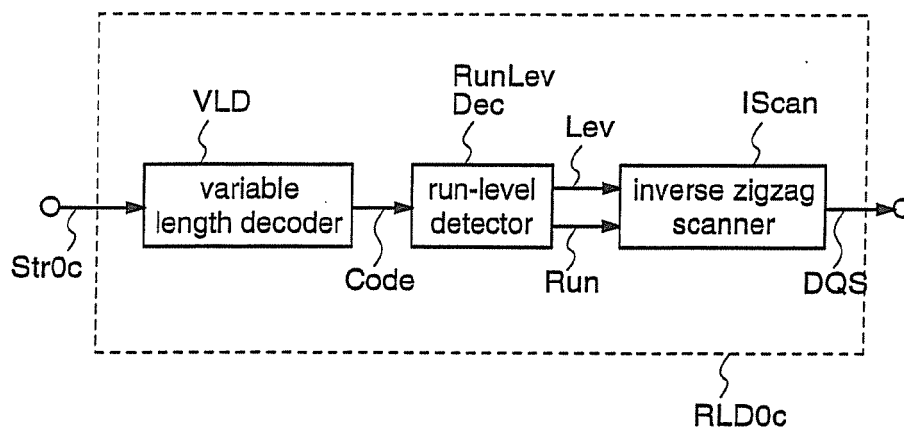 RunLev
Dec
VLD
Lev
IScan
variable
length decoder
run-level
detector
inverse zigzag
scanner
Str0c
Code
Run
DQS
RLD0c